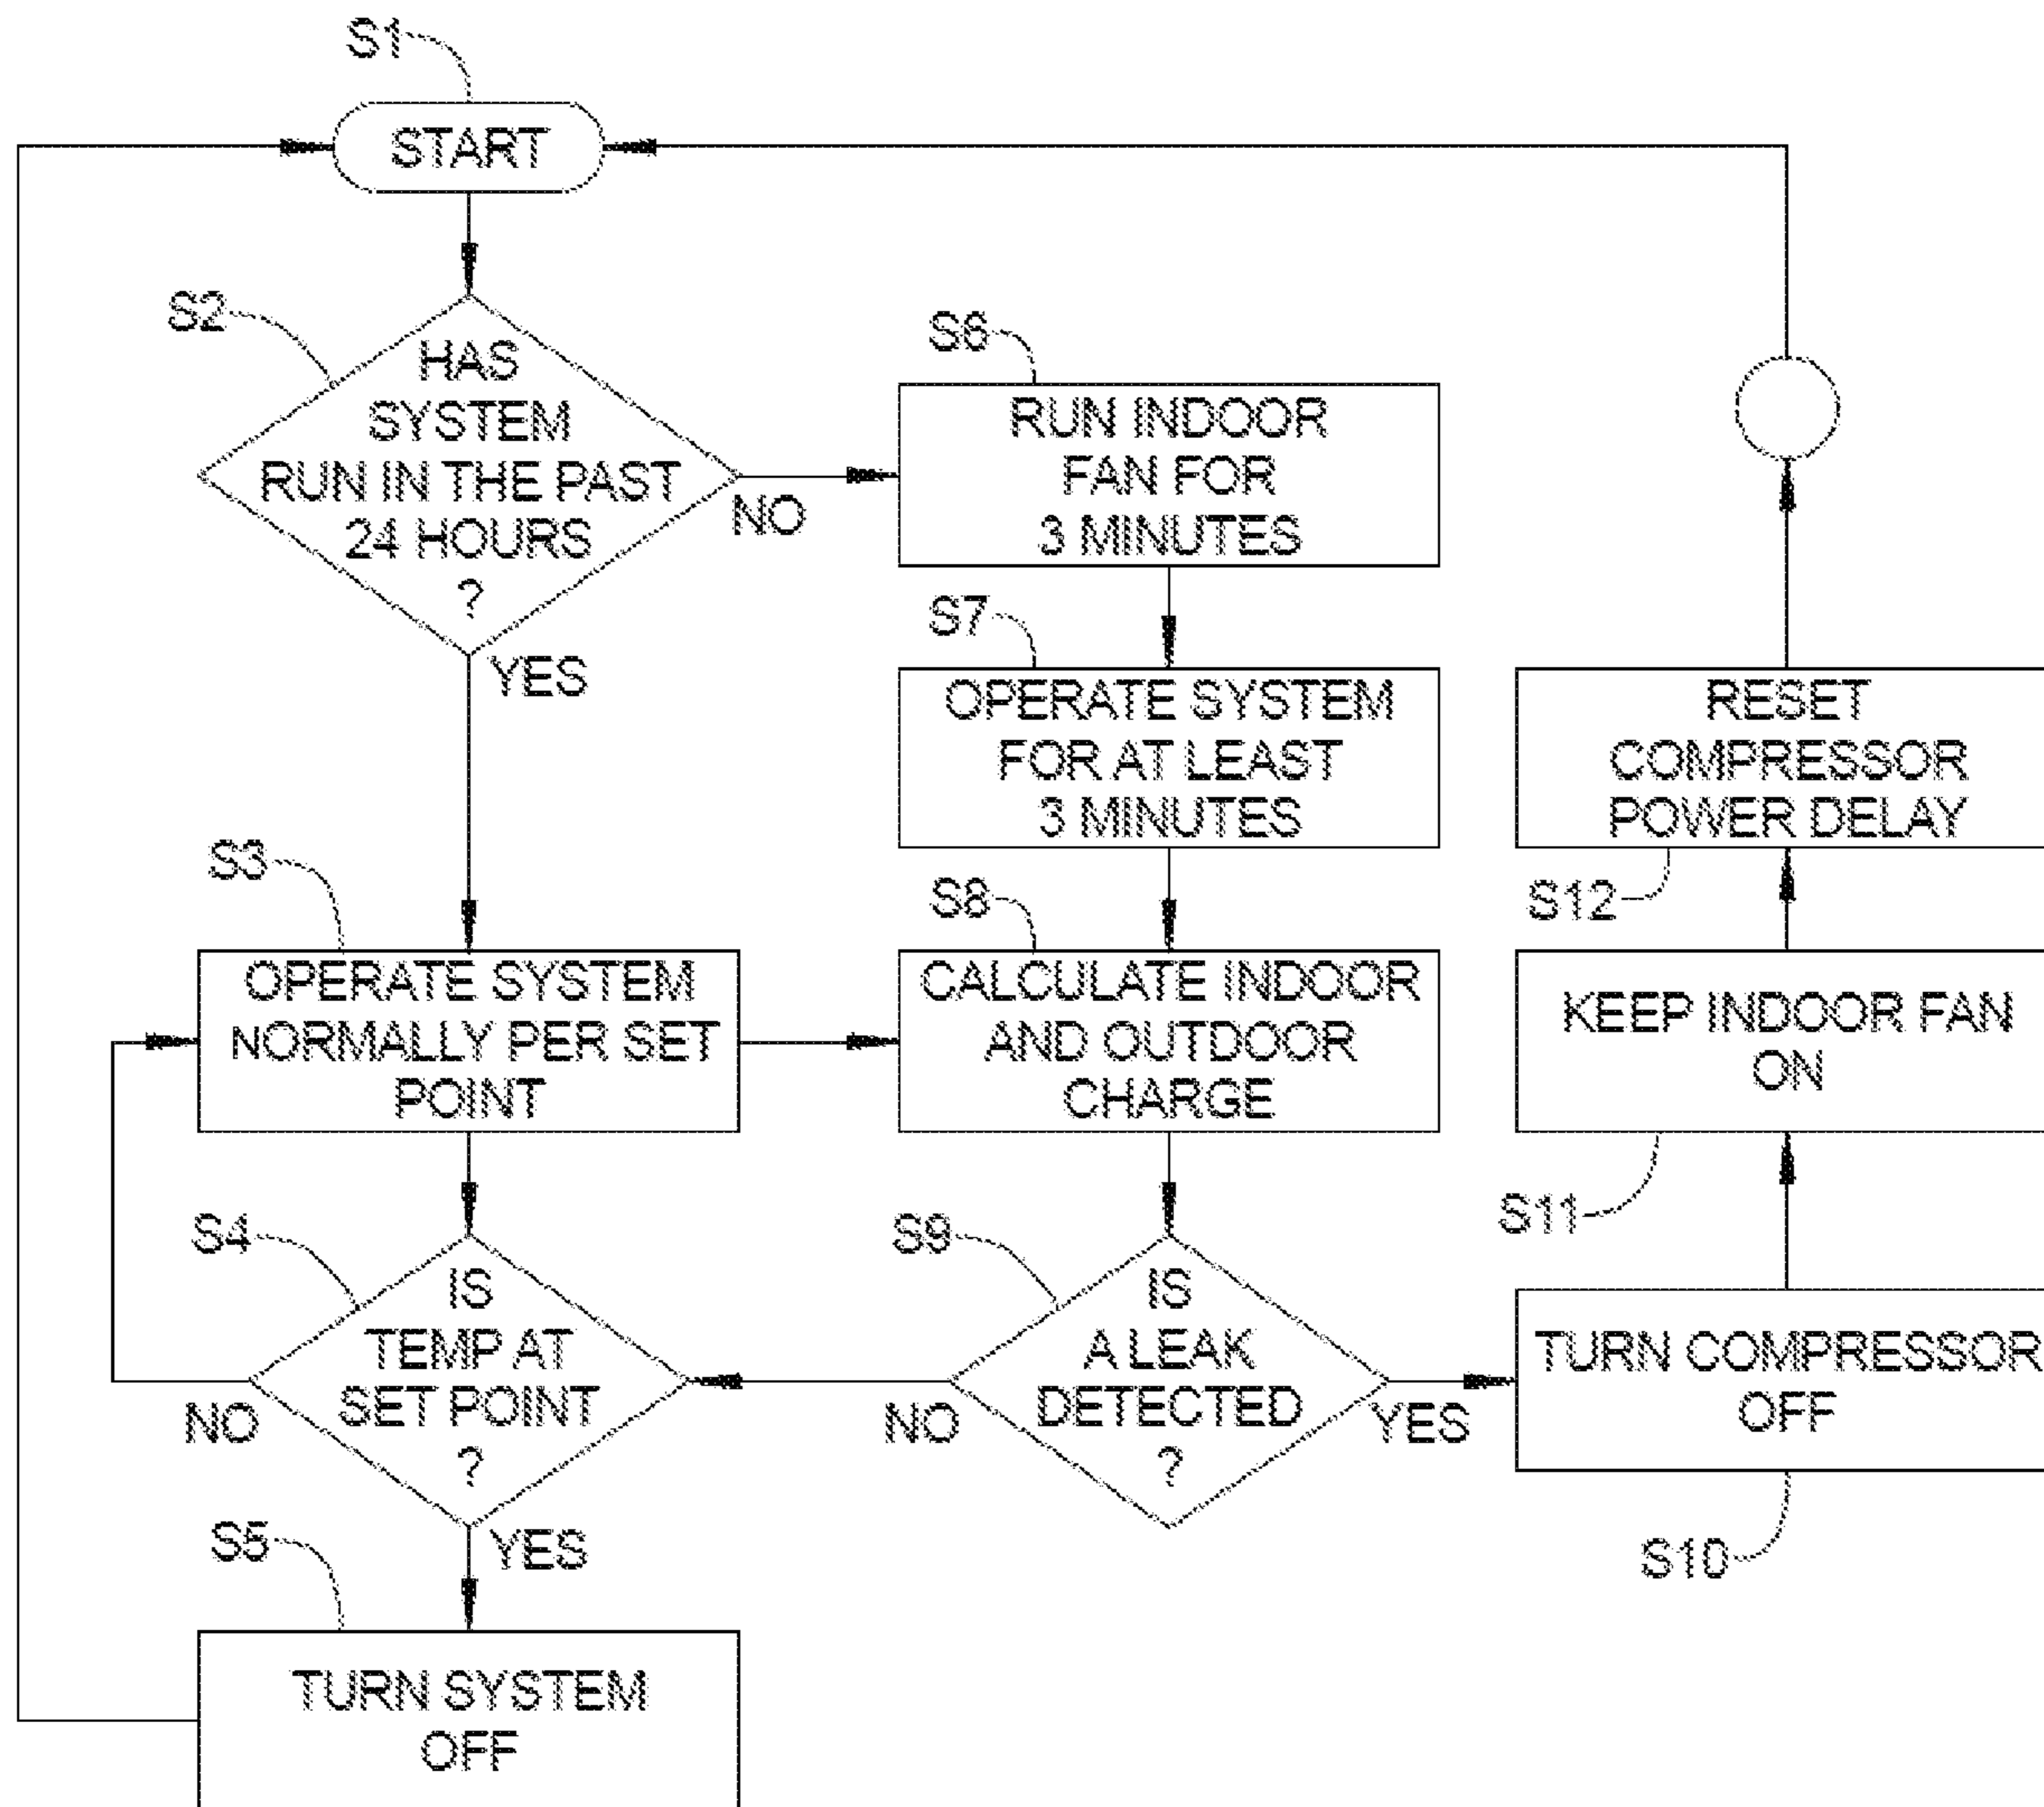 S1
START
S2
HAS
SYSTEM
RUN IN THE PAST
24 HOURS
?
NO
YES
S6
RUN INDOOR
FAN FOR
3 MINUTES
S7
OPERATE SYSTEM
FOR AT LEAST
3 MINUTES
S3
OPERATE SYSTEM
NORMALLY PER SET
POINT
S8
CALCULATE INDOOR
AND OUTDOOR
CHARGE
S4
IS
TEMP AT
SET POINT
?
NO
YES
S9
IS
A LEAK
DETECTED
?
NO
YES
S5
TURN SYSTEM
OFF
RESET
COMPRESSOR
POWER DELAY
S12
KEEP INDOOR FAN
ON
S11
TURN COMPRESSOR
OFF
S10